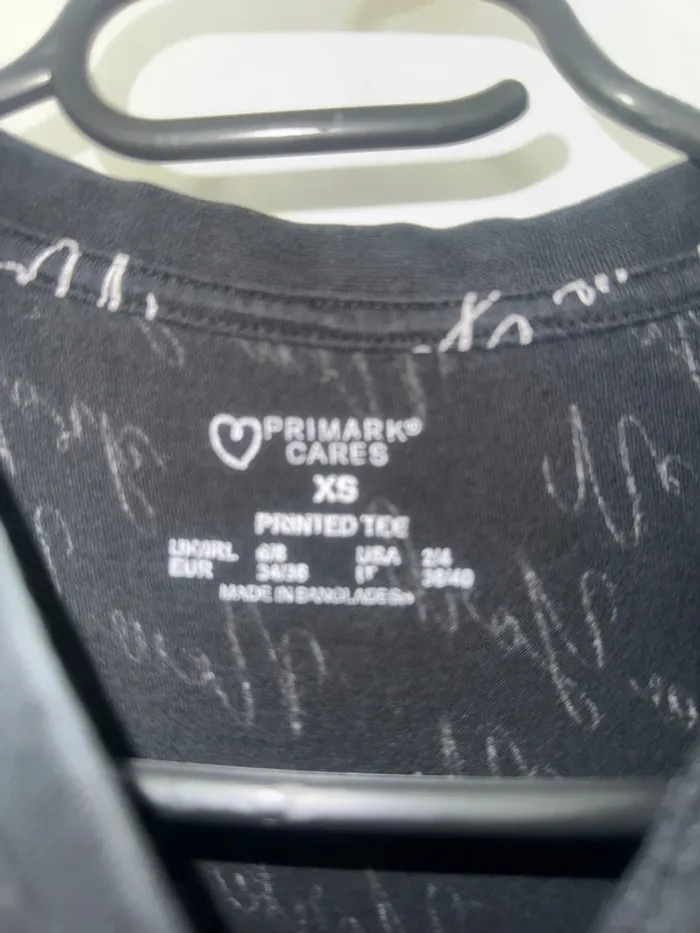 PRIMARK®
CARES
XS
PRINTED TEE
UK/IRL 6/8 USA 2/4
EUR 34/36 IT 38/40
MADE IN BANGLADESH